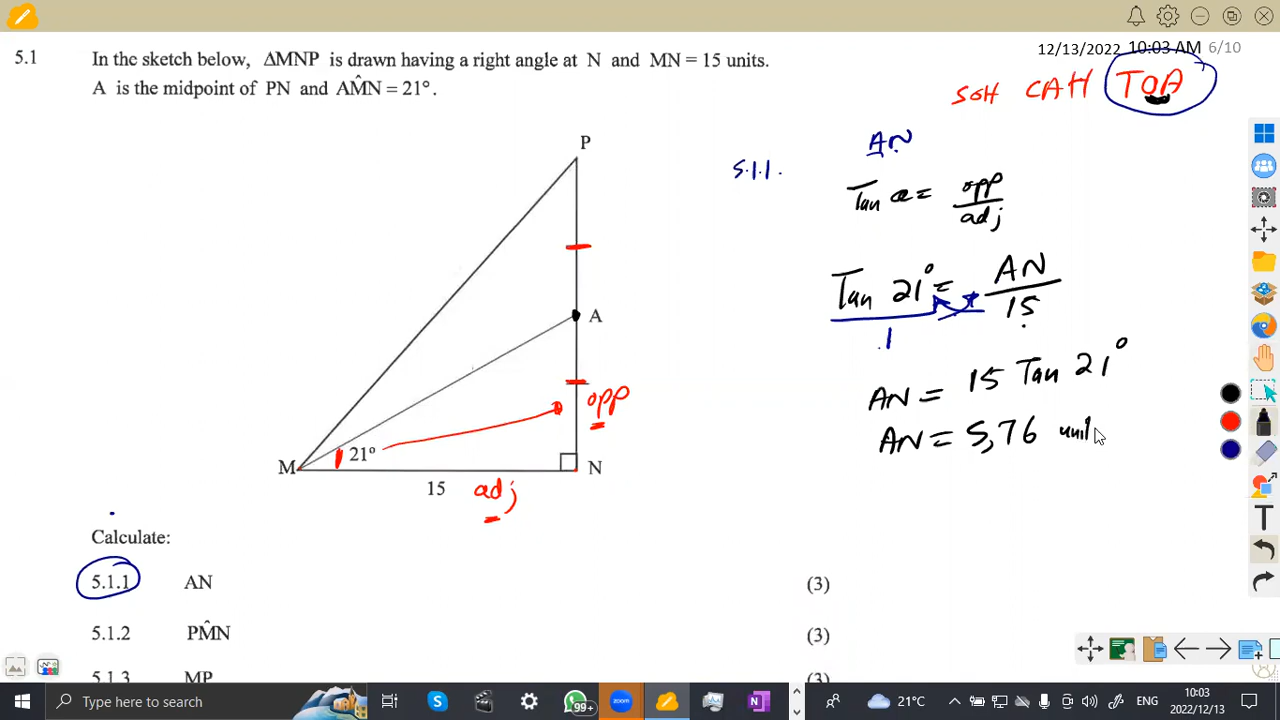 12/13/2022 10:03 AM 6/10
5.1 In the sketch below, ΔMNP is drawn having a right angle at N and MN = 15 units.
A is the midpoint of PN and AM̂N = 21°.
SOH CAH TOA
P
A
M
21°
N
15
opp
adj
5.1.1.
AN
Tan θ = opp/adj
Tan 21° = AN/15
1
AN = 15 Tan 21°
AN = 5,76 unit
Calculate:
5.1.1 AN (3)
5.1.2 PM̂N (3)
5.1.3 MP (3)
T
Type here to search
99+
zoom
21°C
ENG
10:03
2022/12/13